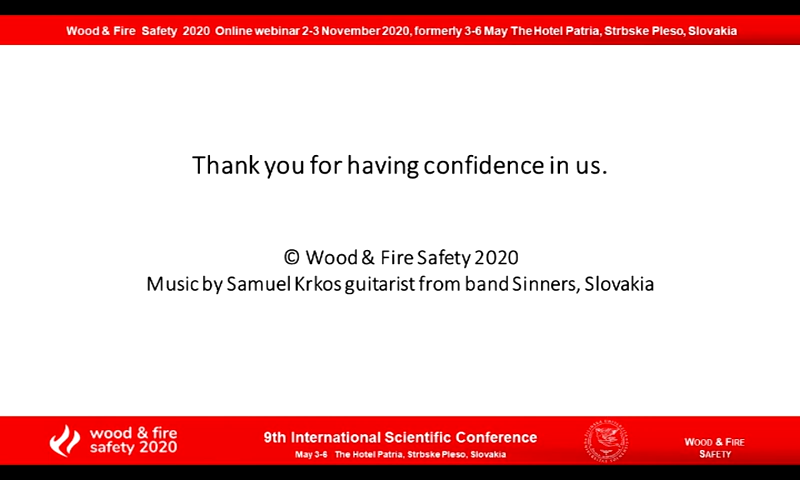 Wood & Fire Safety 2020 Online webinar 2-3 November 2020, formerly 3-6 May The Hotel Patria, Strbske Pleso, Slovakia
Thank you for having confidence in us.
© Wood & Fire Safety 2020
Music by Samuel Krkos guitarist from band Sinners, Slovakia
wood & fire
safety 2020
9th International Scientific Conference
May 3-6 The Hotel Patria, Strbske Pleso, Slovakia
WOOD & FIRE
SAFETY